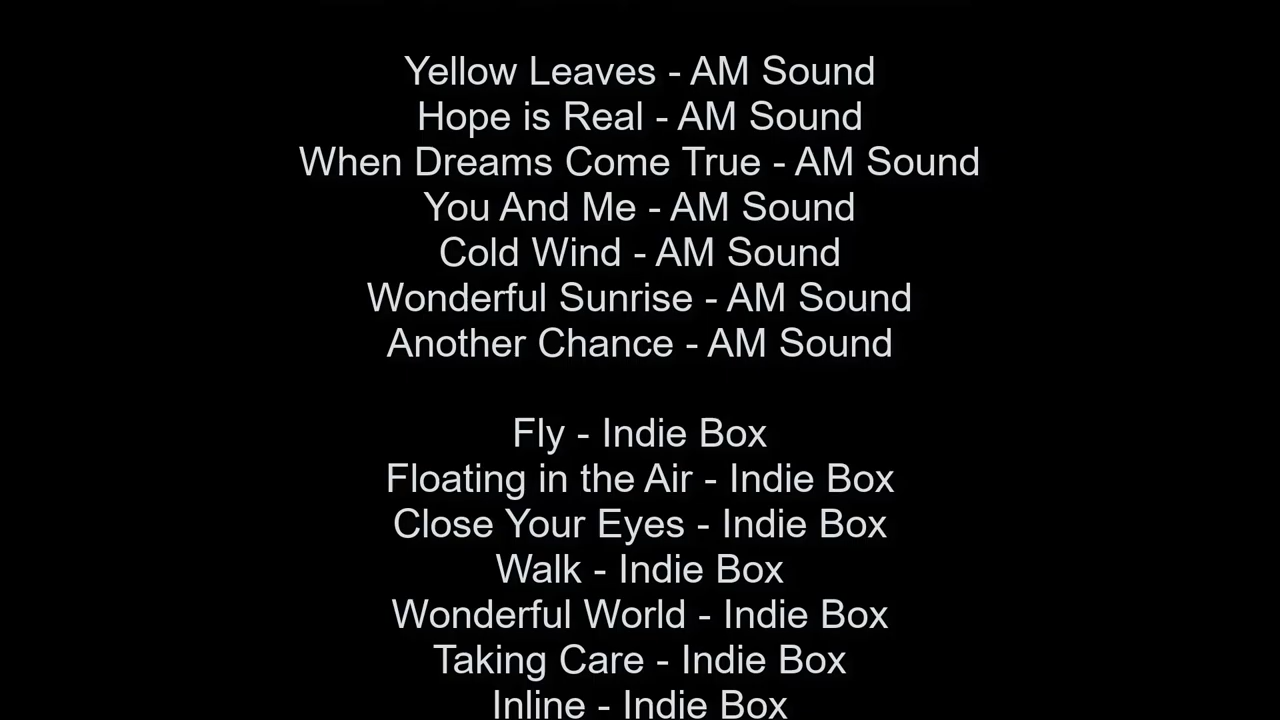 Yellow Leaves - AM Sound
Hope is Real - AM Sound
When Dreams Come True - AM Sound
You And Me - AM Sound
Cold Wind - AM Sound
Wonderful Sunrise - AM Sound
Another Chance - AM Sound
Fly - Indie Box
Floating in the Air - Indie Box
Close Your Eyes - Indie Box
Walk - Indie Box
Wonderful World - Indie Box
Taking Care - Indie Box
Inline - Indie Box